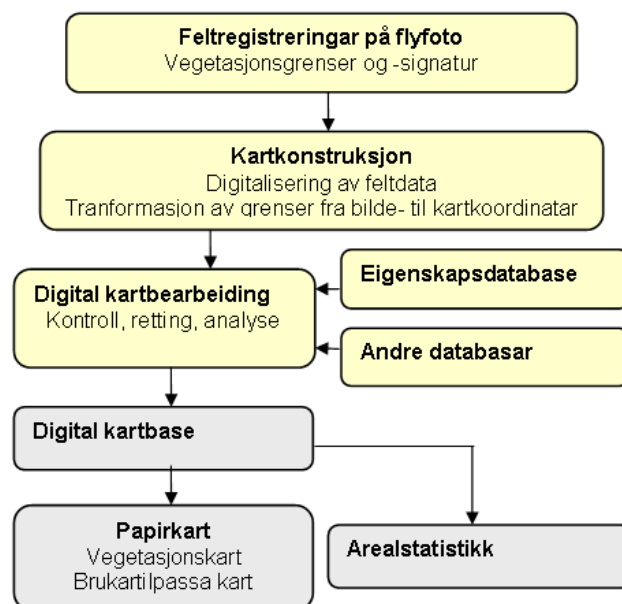 Feltregistreringar på flyfoto
Vegetasjonsgrenser og -signatur
Kartkonstruksjon
Digitalisering av feltdata
Tranformasjon av grenser fra bilde- til kartkoordinatar
Digital kartbearbeiding
Kontroll, retting, analyse
Eigenskapsdatabase
Andre databasar
Digital kartbase
Papirkart
Vegetasjonskart
Brukartilpassa kart
Arealstatistikk